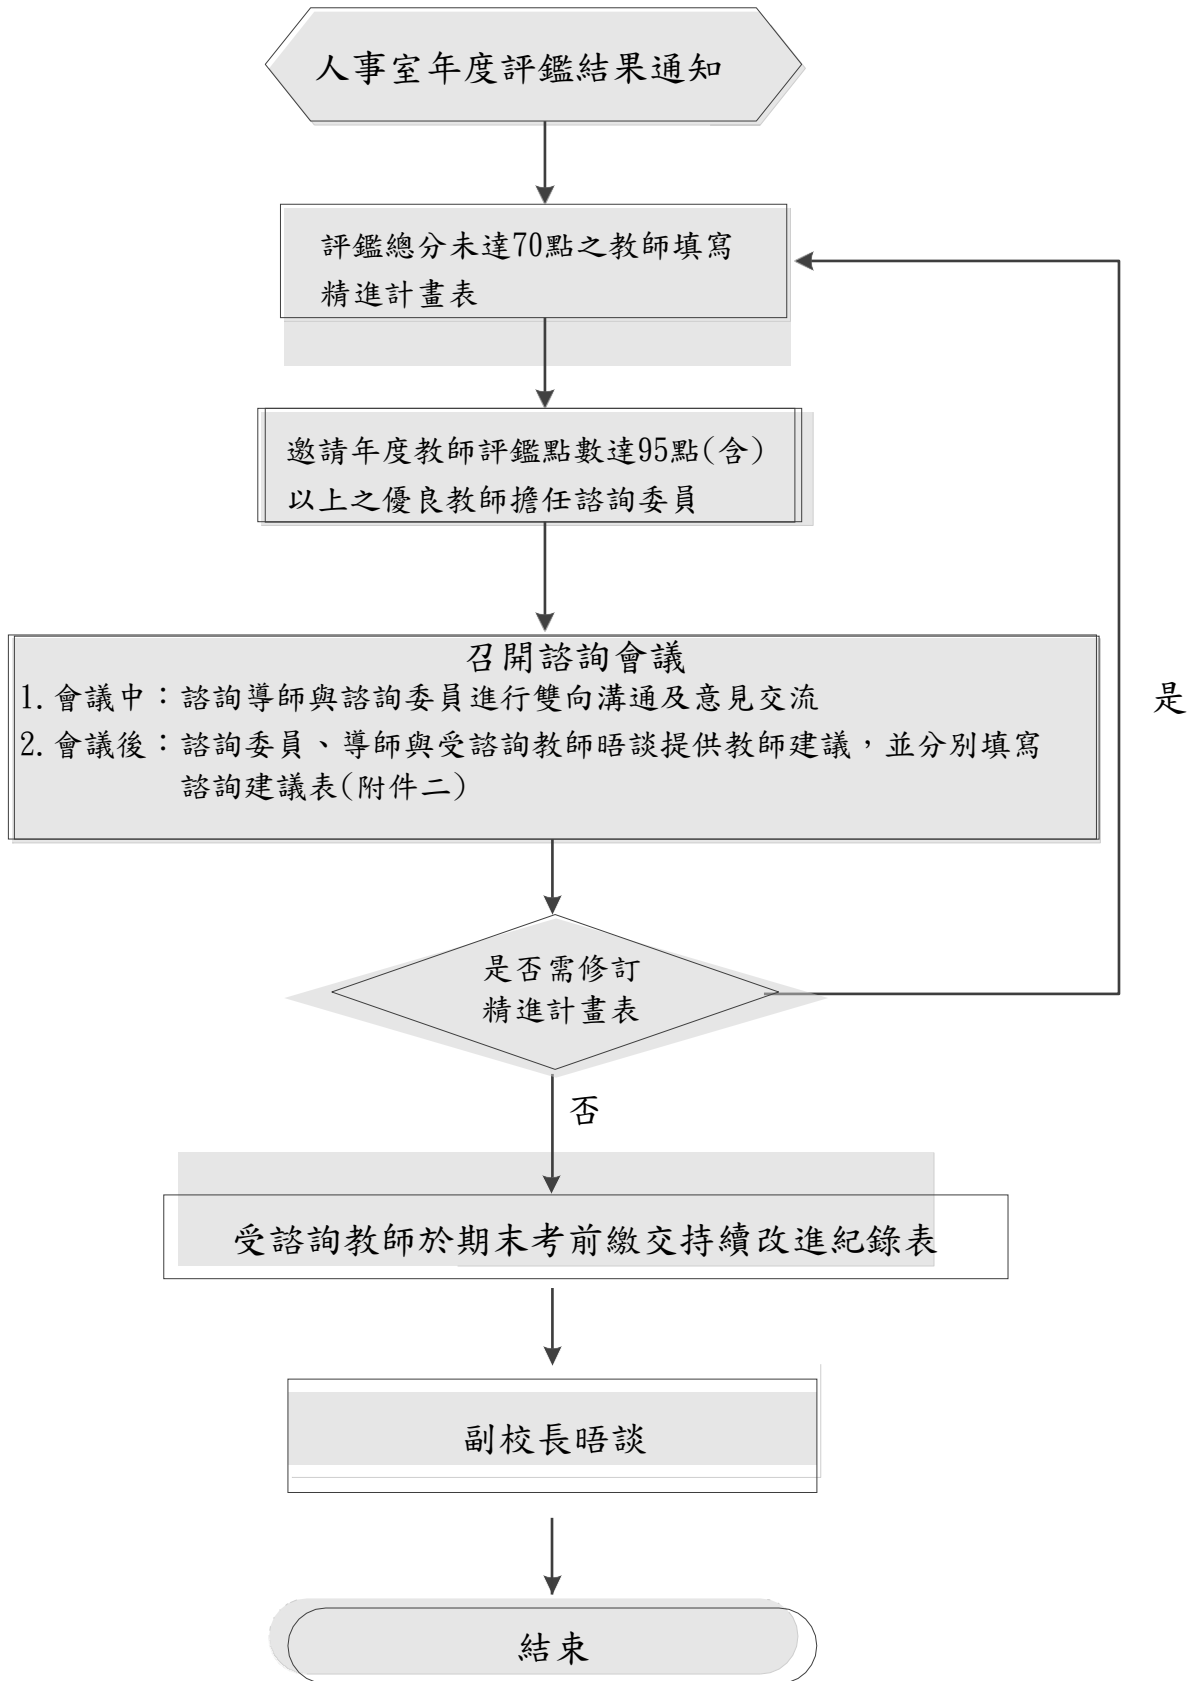 人事室年度評鑑結果通知
評鑑總分未達70點之教師填寫
精進計畫表
邀請年度教師評鑑點數達95點(含)
以上之優良教師擔任諮詢委員
召開諮詢會議
1. 會議中：諮詢導師與諮詢委員進行雙向溝通及意見交流
2. 會議後：諮詢委員、導師與受諮詢教師晤談提供教師建議，並分別填寫
諮詢建議表(附件二)
是
是否需修訂
精進計畫表
否
受諮詢教師於期末考前繳交持續改進紀錄表
副校長晤談
結束